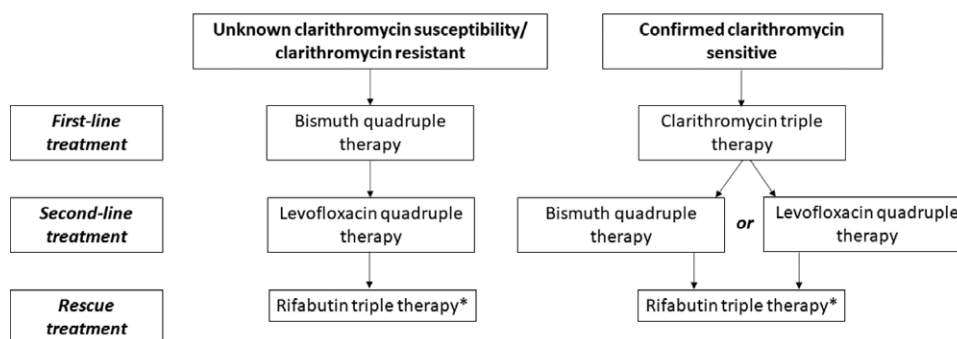 Unknown clarithromycin susceptibility/
clarithromycin resistant
Confirmed clarithromycin
sensitive
First-line
treatment
Bismuth quadruple
therapy
Clarithromycin triple
therapy
Second-line
treatment
Levofloxacin quadruple
therapy
Bismuth quadruple
therapy
or
Levofloxacin quadruple
therapy
Rescue
treatment
Rifabutin triple therapy*
Rifabutin triple therapy*